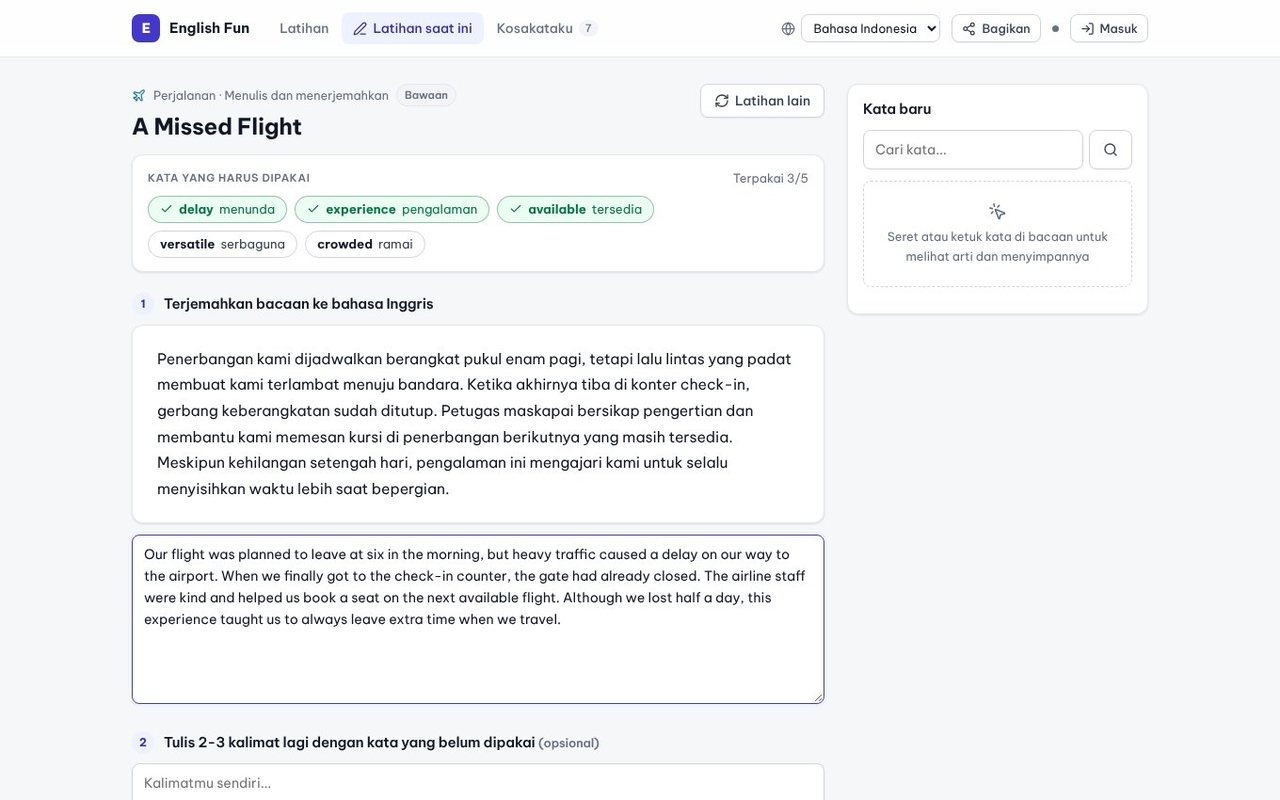 E English Fun Latihan Latihan saat ini Kosakataku 7 Bahasa Indonesia Bagikan Masuk
Perjalanan · Menulis dan menerjemahkan Bawaan
A Missed Flight
Latihan lain
KATA YANG HARUS DIPAKAI Terpakai 3/5
delay menunda experience pengalaman available tersedia
versatile serbaguna crowded ramai
1 Terjemahkan bacaan ke bahasa Inggris
Penerbangan kami dijadwalkan berangkat pukul enam pagi, tetapi lalu lintas yang padat
membuat kami terlambat menuju bandara. Ketika akhirnya tiba di konter check-in,
gerbang keberangkatan sudah ditutup. Petugas maskapai bersikap pengertian dan
membantu kami memesan kursi di penerbangan berikutnya yang masih tersedia.
Meskipun kehilangan setengah hari, pengalaman ini mengajari kami untuk selalu
menyisihkan waktu lebih saat bepergian.
Our flight was planned to leave at six in the morning, but heavy traffic caused a delay on our way to
the airport. When we finally got to the check-in counter, the gate had already closed. The airline staff
were kind and helped us book a seat on the next available flight. Although we lost half a day, this
experience taught us to always leave extra time when we travel.
2 Tulis 2-3 kalimat lagi dengan kata yang belum dipakai (opsional)
Kalimatmu sendiri...
Kata baru
Cari kata...
Seret atau ketuk kata di bacaan untuk
melihat arti dan menyimpannya